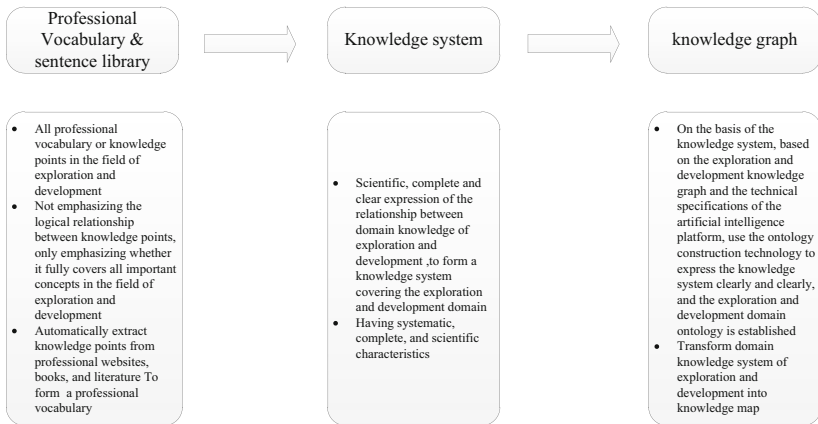 Professional
Vocabulary &
sentence library
Knowledge system
knowledge graph
• All professional
vocabulary or knowledge
points in the field of
exploration and
development
• Not emphasizing the
logical relationship
between knowledge points,
only emphasizing whether
it fully covers all important
concepts in the field of
exploration and
development
• Automatically extract
knowledge points from
professional websites,
books, and literature To
form a professional
vocabulary
• Scientific, complete and
clear expression of the
relationship between
domain knowledge of
exploration and
development ,to form a
knowledge system
covering the exploration
and development domain
• Having systematic,
complete, and scientific
characteristics
• On the basis of the
knowledge system, based
on the exploration and
development knowledge
graph and the technical
specifications of the
artificial intelligence
platform, use the ontology
construction technology to
express the knowledge
system clearly and clearly,
and the exploration and
development domain
ontology is established
• Transform domain
knowledge system of
exploration and
development into
knowledge map